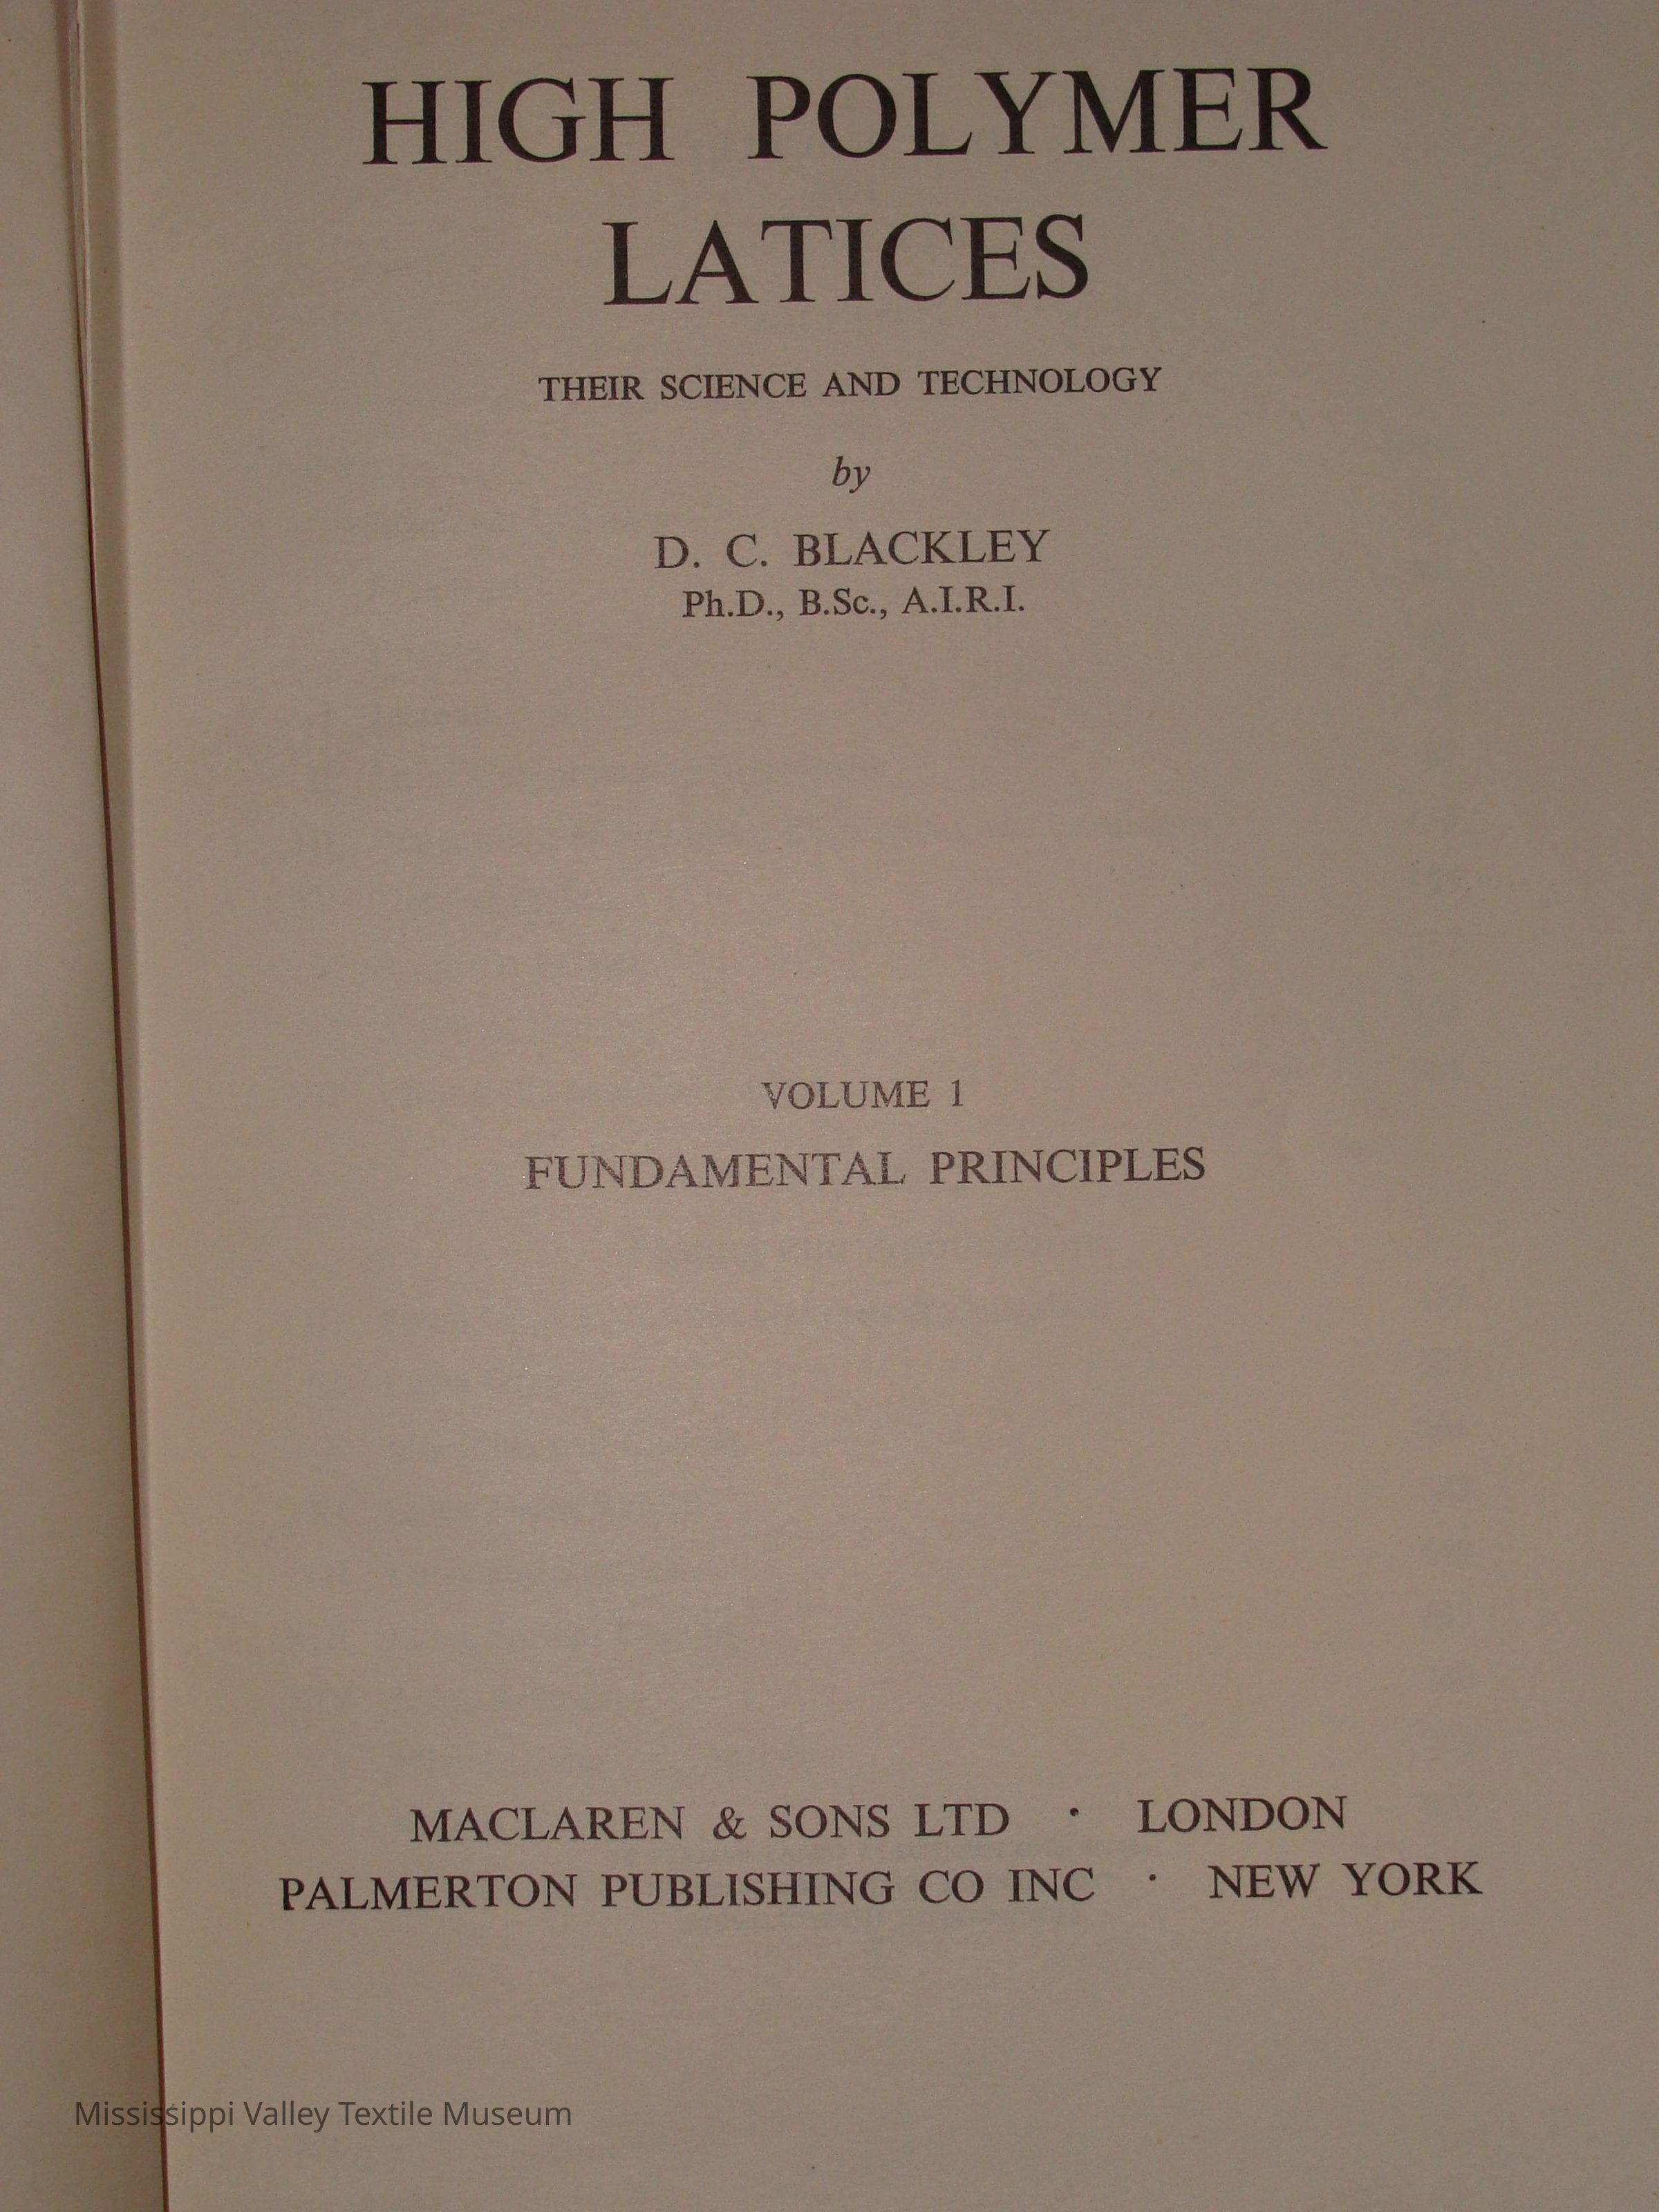 HIGH POLYMER
LATICES
THEIR SCIENCE AND TECHNOLOGY
by
D. C. BLACKLEY
Ph.D., B.Sc., A.I.R.I.
VOLUME 1
FUNDAMENTAL PRINCIPLES
MACLAREN & SONS LTD · LONDON
PALMERTON PUBLISHING CO INC · NEW YORK
Mississippi Valley Textile Museum